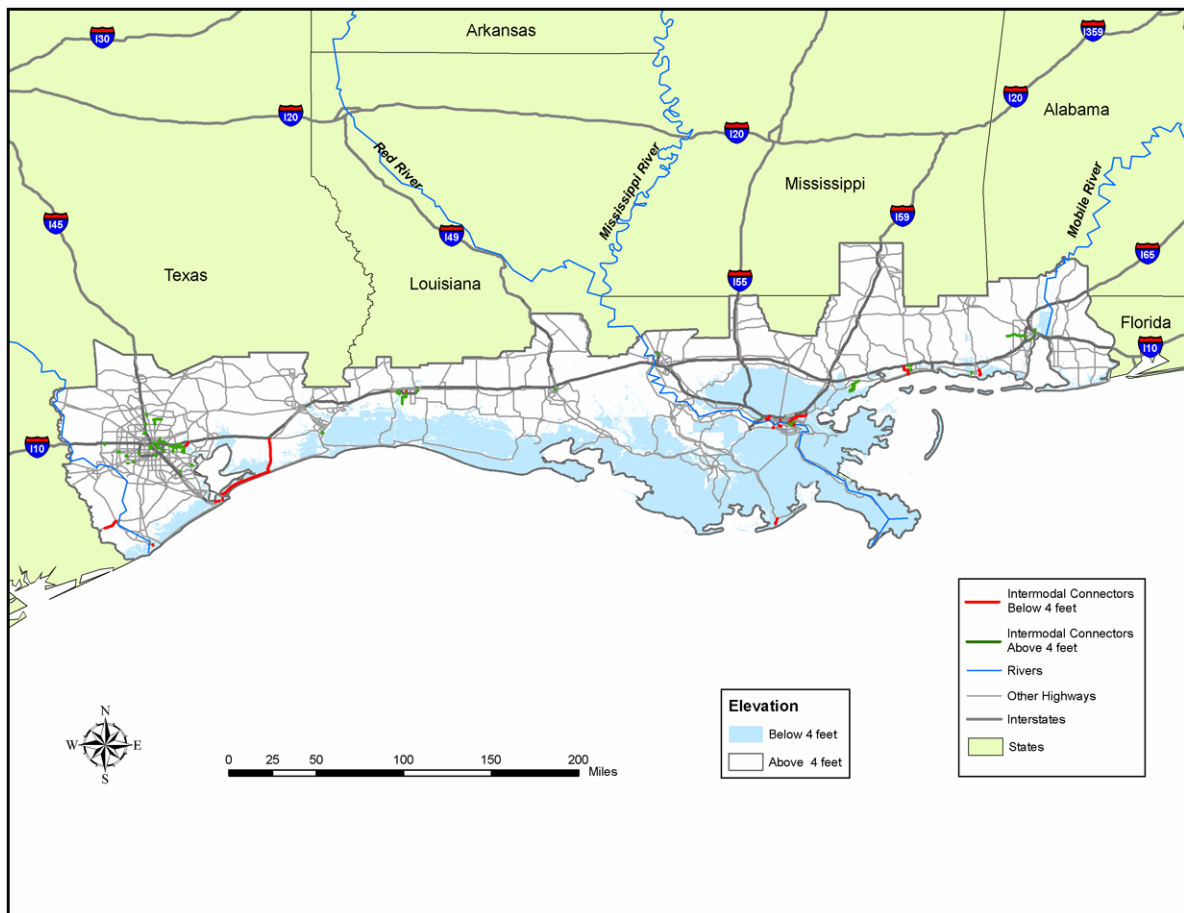 Arkansas
I30
I359
I20
I20
I20
Alabama
Red River
Mississippi River
Mississippi
Mobile River
I45
I49
I59
I65
Texas
Louisiana
I55
Florida
I10
I10
Intermodal Connectors
Below 4 feet
Intermodal Connectors
Above 4 feet
Rivers
Other Highways
Interstates
States
Elevation
Below 4 feet
Above 4 feet
N
W
E
S
0 25 50 100 150 200
Miles